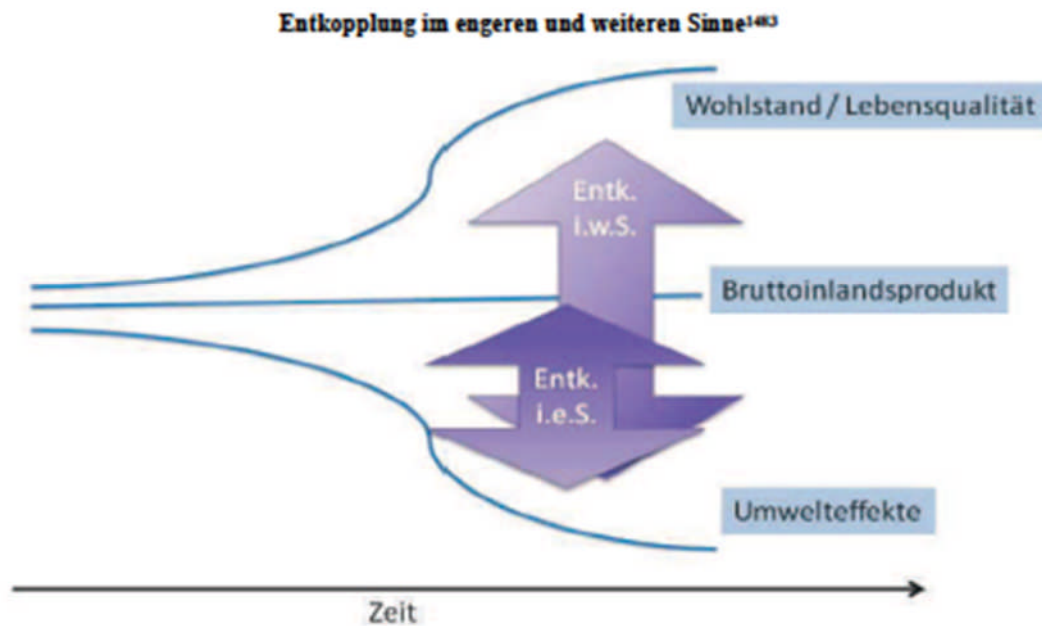 Entkopplung im engeren und weiteren Sinne¹⁴⁸³
Wohlstand / Lebensqualität
Entk.
i.w.S.
Bruttoinlandsprodukt
Entk.
i.e.S.
Umwelteffekte
Zeit